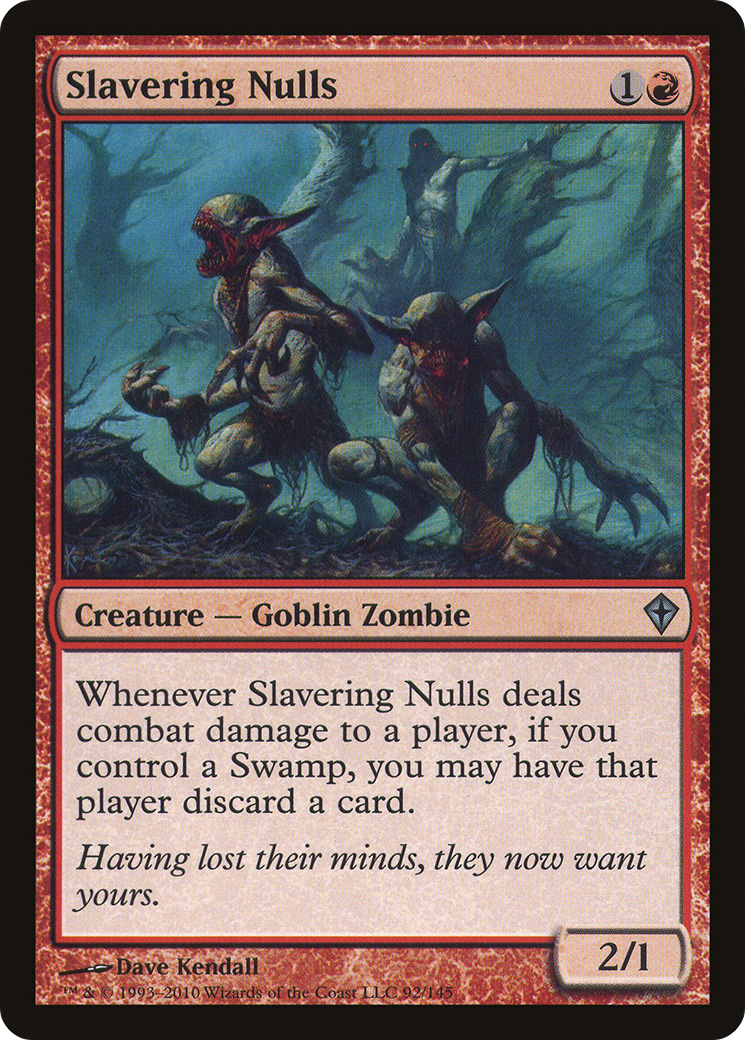 Slavering Nulls
1
Creature — Goblin Zombie
Whenever Slavering Nulls deals
combat damage to a player, if you
control a Swamp, you may have that
player discard a card.
Having lost their minds, they now want
yours.
2/1
Dave Kendall
™ & © 1993–2010 Wizards of the Coast LLC 92/145